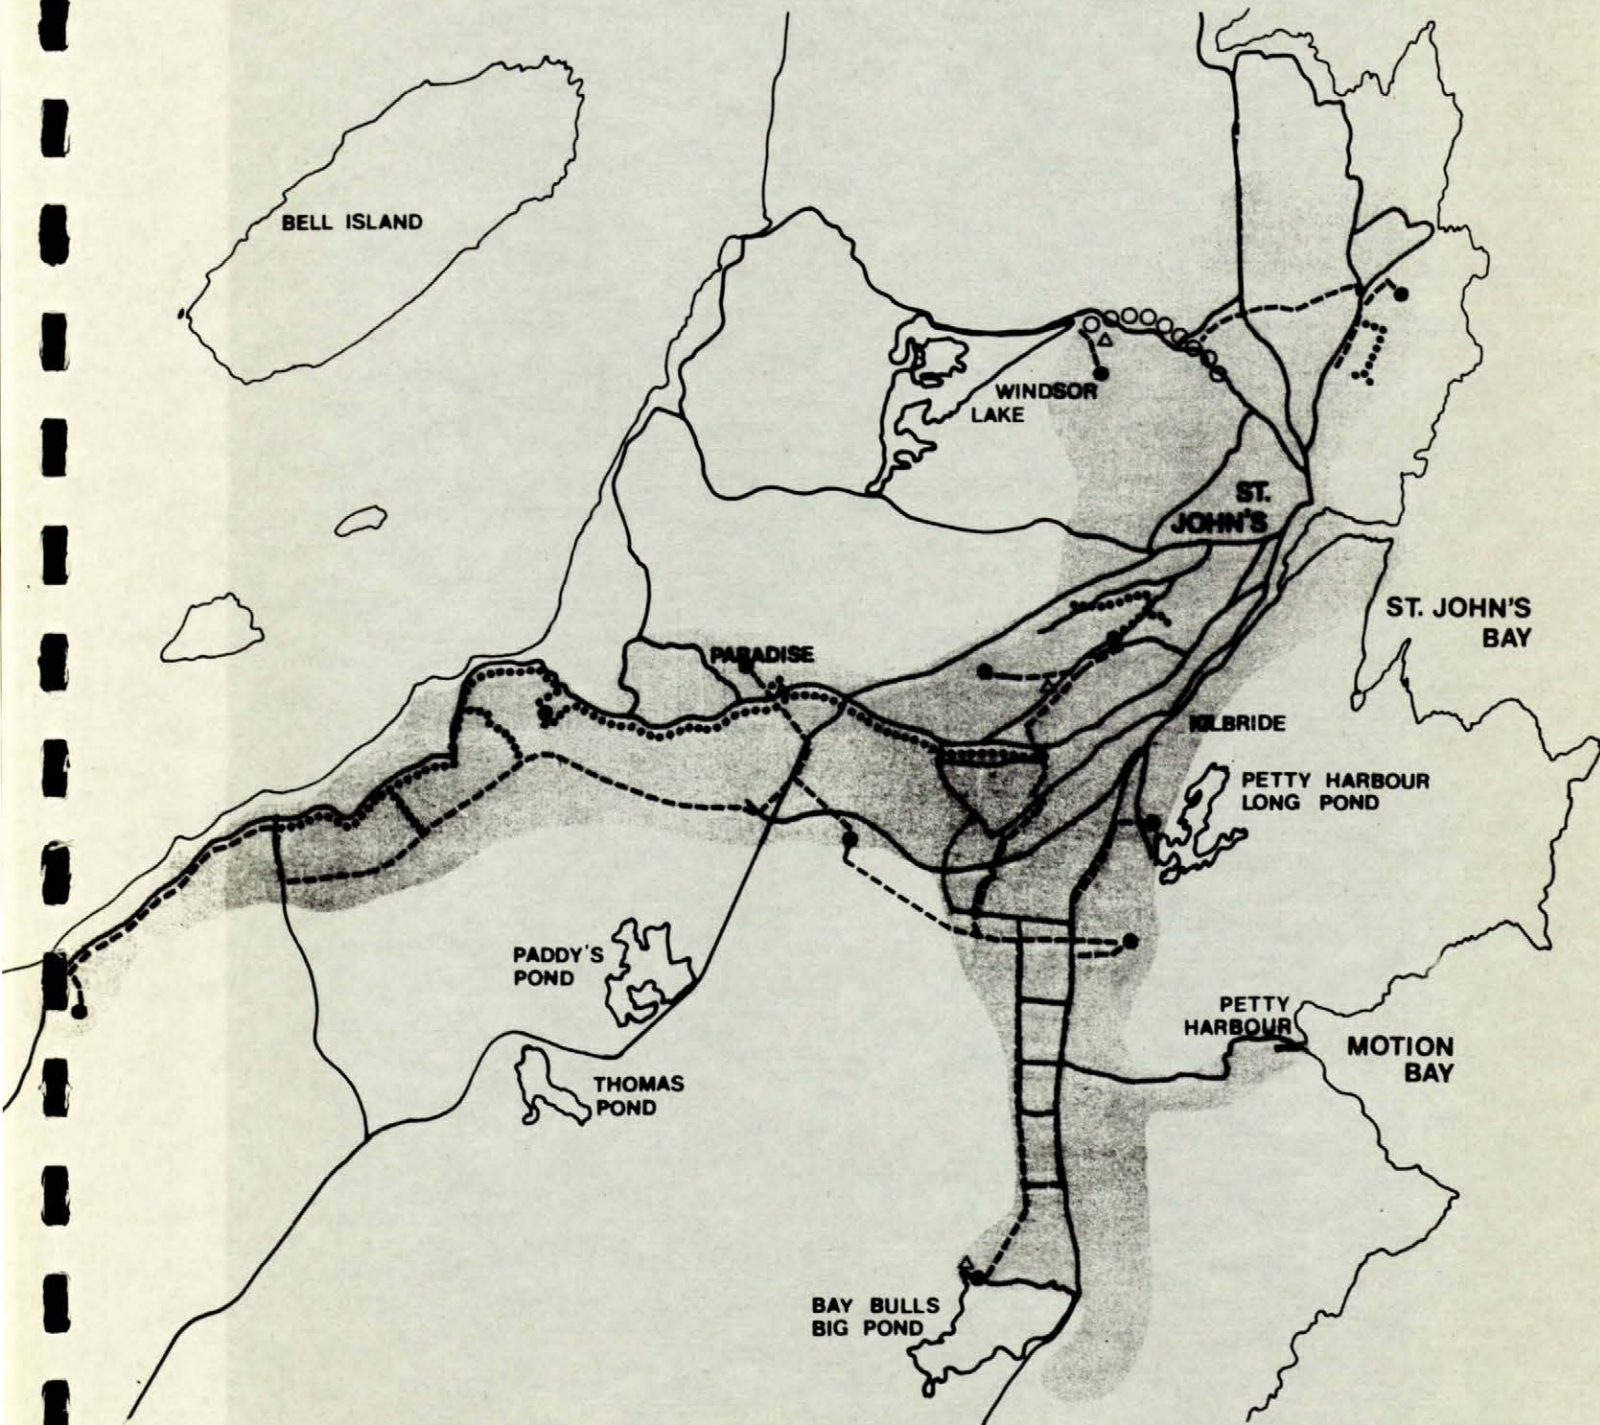 BELL ISLAND
WINDSOR
LAKE
ST.
JOHN'S
ST. JOHN'S
BAY
PARADISE
KILBRIDE
PETTY HARBOUR
LONG POND
PADDY'S
POND
PETTY
HARBOUR
MOTION
BAY
THOMAS
POND
BAY BULLS
BIG POND